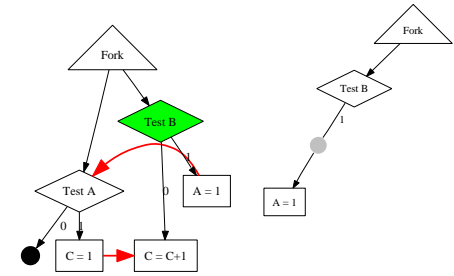 Fork
Fork
Test B
1
Test B
1
0
A = 1
Test A
0
1
A = 1
C = 1
C = C+1